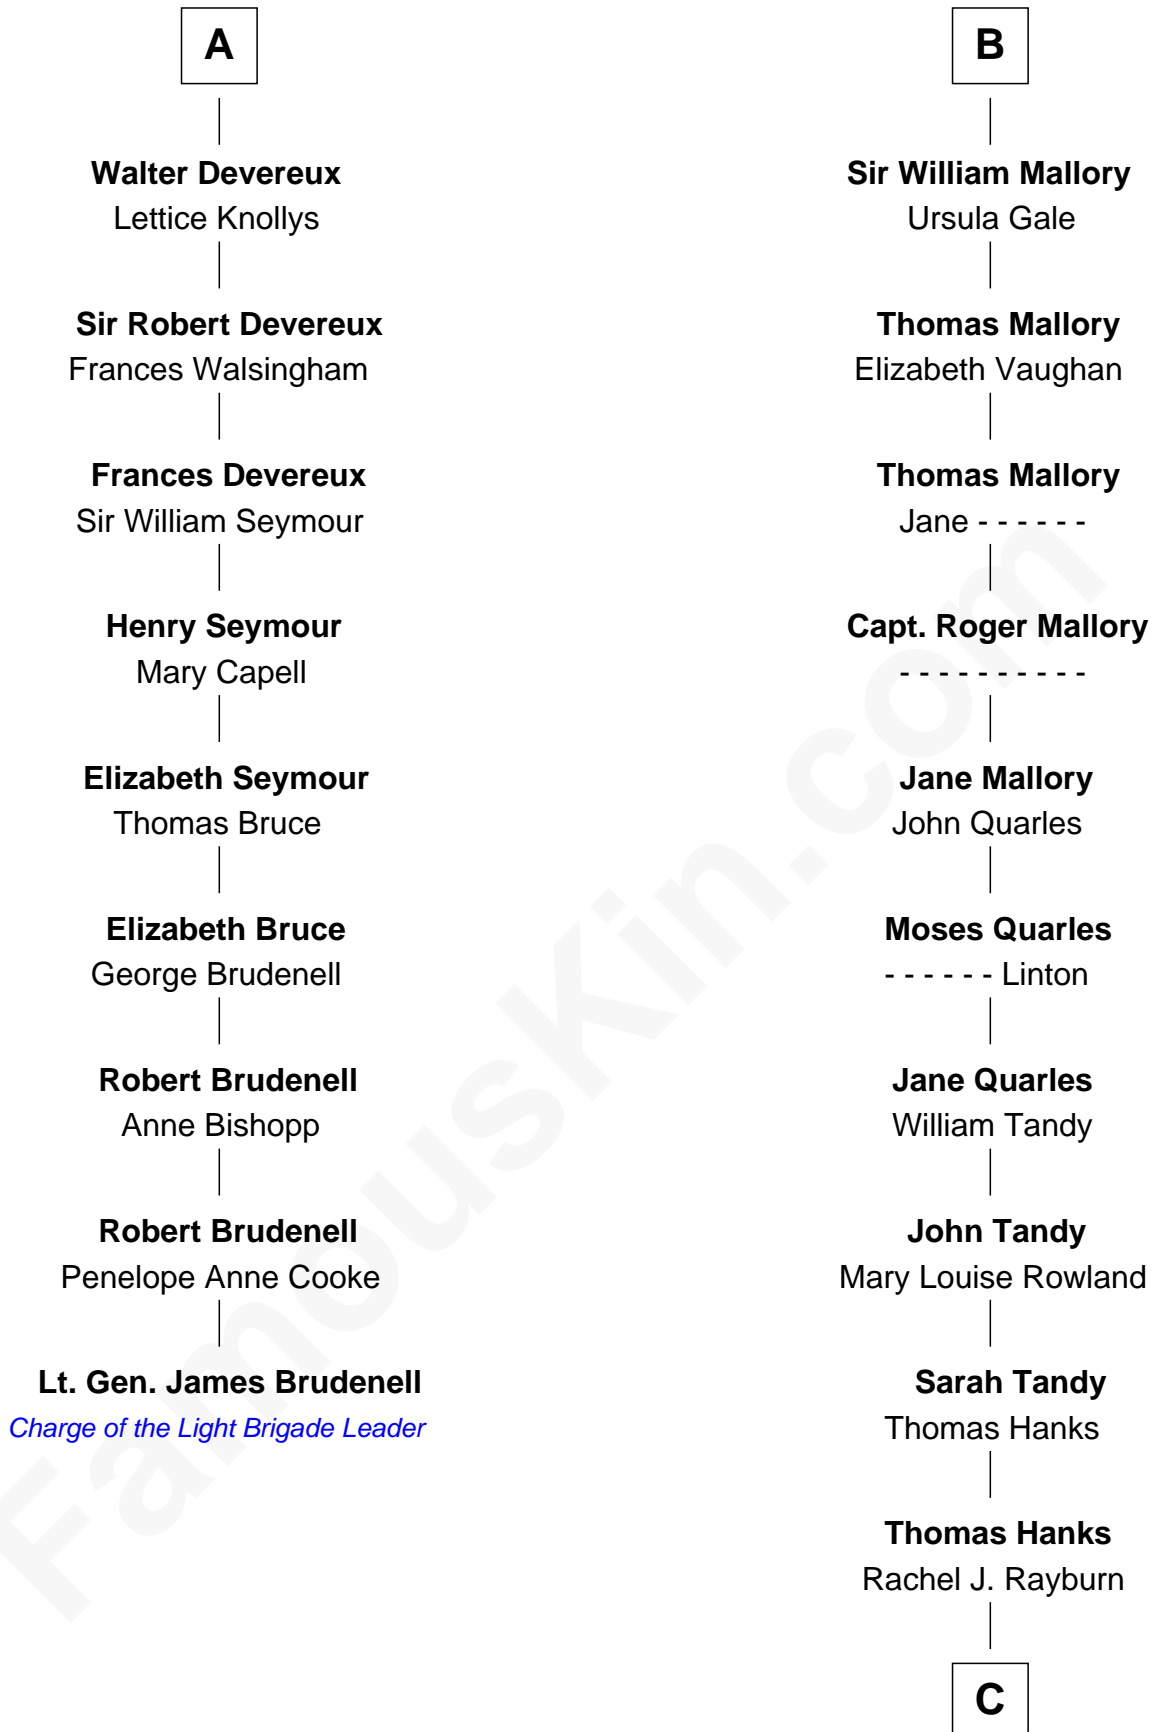 A
Walter Devereux
Lettice Knollys
Sir Robert Devereux
Frances Walsingham
Frances Devereux
Sir William Seymour
Henry Seymour
Mary Capell
Elizabeth Seymour
Thomas Bruce
Elizabeth Bruce
George Brudenell
Robert Brudenell
Anne Bishopp
Robert Brudenell
Penelope Anne Cooke
Lt. Gen. James Brudenell
Charge of the Light Brigade Leader
B
Sir William Mallory
Ursula Gale
Thomas Mallory
Elizabeth Vaughan
Thomas Mallory
Jane - - - - - -
Capt. Roger Mallory
- - - - - - - - - -
Jane Mallory
John Quarles
Moses Quarles
- - - - - - Linton
Jane Quarles
William Tandy
John Tandy
Mary Louise Rowland
Sarah Tandy
Thomas Hanks
Thomas Hanks
Rachel J. Rayburn
C
FamousKin.com